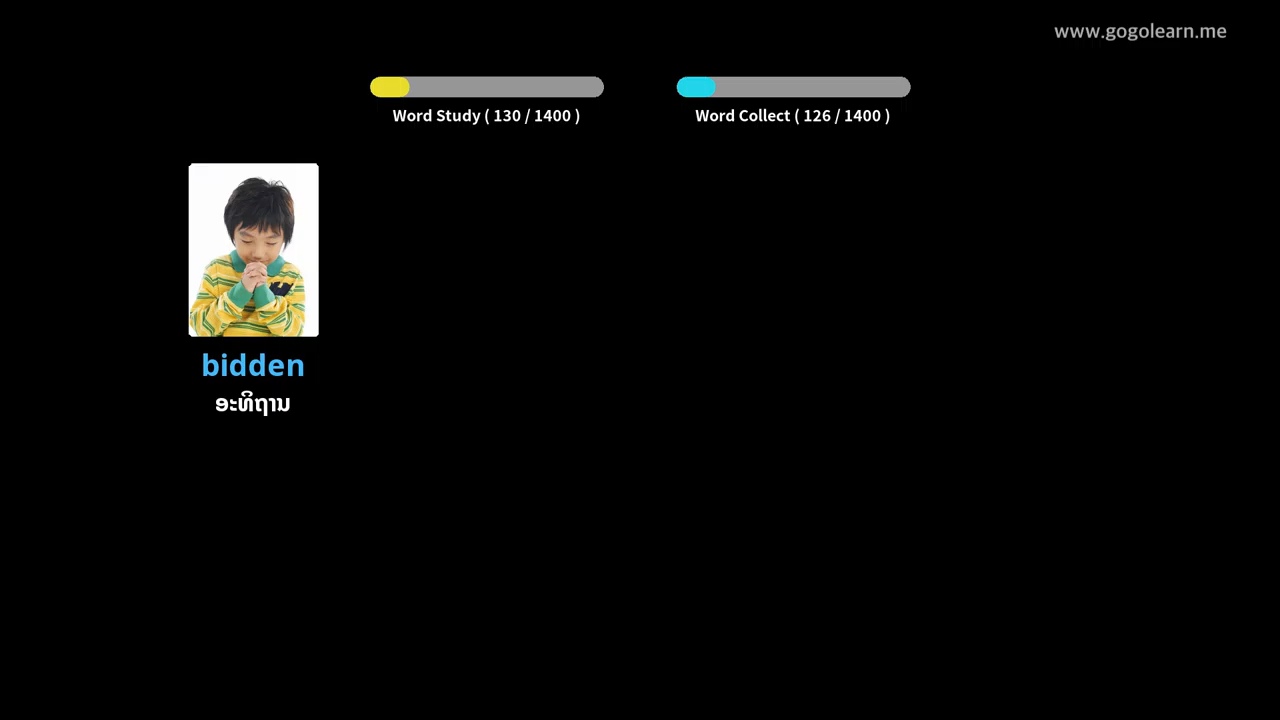 www.gogolearn.me
Word Study ( 130 / 1400 )
Word Collect ( 126 / 1400 )
bidden
ອະທິຖານ